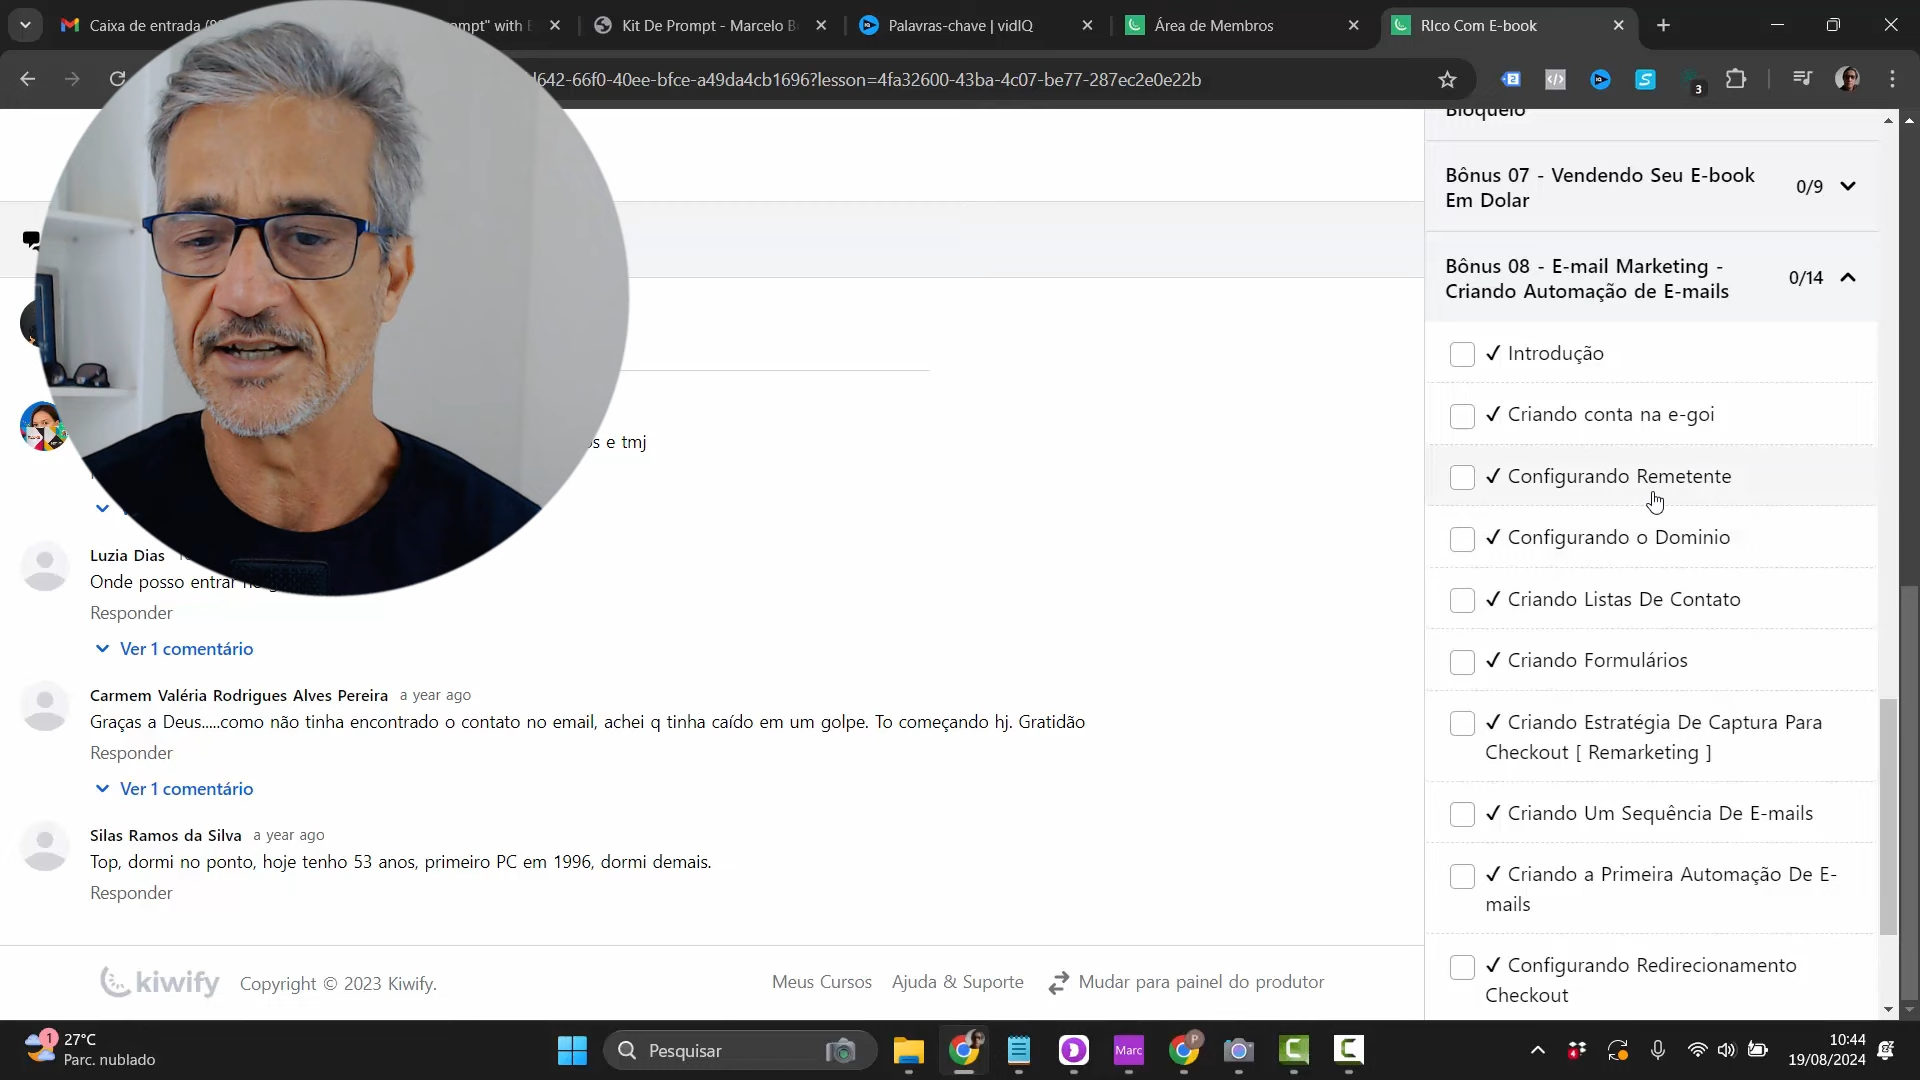 Caixa de entrada
mpt" with
Kit De Prompt - Marcelo B
Palavras-chave | vidIQ
Área de Membros
RIco Com E-book
d642-66f0-40ee-bfce-a49da4cb1696?lesson=4fa32600-43ba-4c07-be77-287ec2e0e22b
3
Bloqueio
Bônus 07 - Vendendo Seu E-book
Em Dolar
0/9
Bônus 08 - E-mail Marketing -
Criando Automação de E-mails
0/14
✓ Introdução
✓ Criando conta na e-goi
✓ Configurando Remetente
✓ Configurando o Dominio
✓ Criando Listas De Contato
✓ Criando Formulários
✓ Criando Estratégia De Captura Para
Checkout [ Remarketing ]
✓ Criando Um Sequência De E-mails
✓ Criando a Primeira Automação De E-
mails
✓ Configurando Redirecionamento
Checkout
s e tmj
Luzia Dias
Onde posso entrar
Responder
Ver 1 comentário
Carmem Valéria Rodrigues Alves Pereira a year ago
Graças a Deus.....como não tinha encontrado o contato no email, achei q tinha caído em um golpe. To começando hj. Gratidão
Responder
Ver 1 comentário
Silas Ramos da Silva a year ago
Top, dormi no ponto, hoje tenho 53 anos, primeiro PC em 1996, dormi demais.
Responder
kiwify
Copyright © 2023 Kiwify.
Meus Cursos
Ajuda & Suporte
Mudar para painel do produtor
1
27°C
Parc. nublado
Pesquisar
Marc
P
4
10:44
19/08/2024